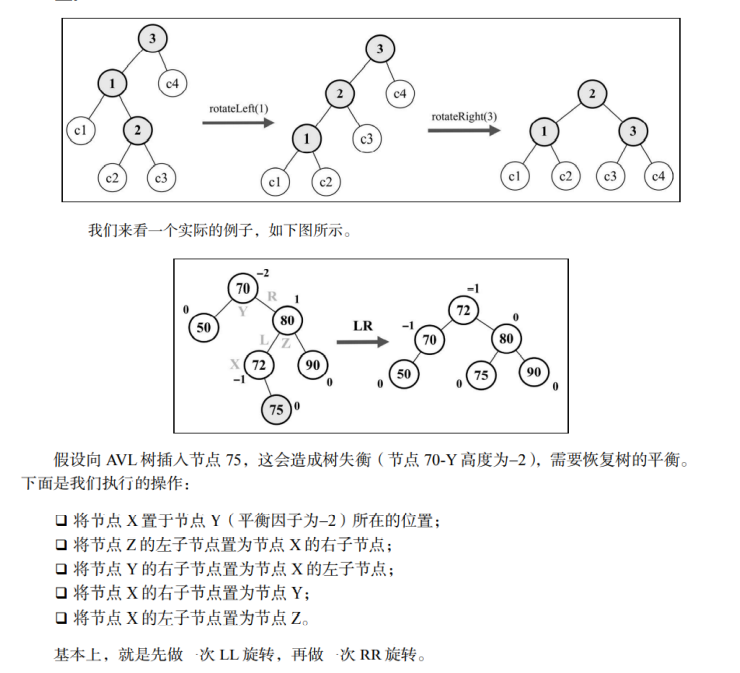 3
1
c4
c1
2
c2
c3
rotateLeft(1)
3
2
c4
1
c3
c1
c2
rotateRight(3)
2
1
3
c1
c2
c3
c4
我们来看一个实际的例子，如下图所示。
-2
70
R
1
0
Y
50
80
L
Z
X
72
90
-1
0
75
0
LR
-1
72
0
-1
70
80
50
75
90
0
0
0
假设向 AVL 树插入节点 75，这会造成树失衡（节点 70-Y 高度为–2），需要恢复树的平衡。
下面是我们执行的操作：
❑ 将节点 X 置于节点 Y（平衡因子为–2）所在的位置；
❑ 将节点 Z 的左子节点置为节点 X 的右子节点；
❑ 将节点 Y 的右子节点置为节点 X 的左子节点；
❑ 将节点 X 的右子节点置为节点 Y；
❑ 将节点 X 的左子节点置为节点 Z。
基本上，就是先做一次 LL 旋转，再做一次 RR 旋转。